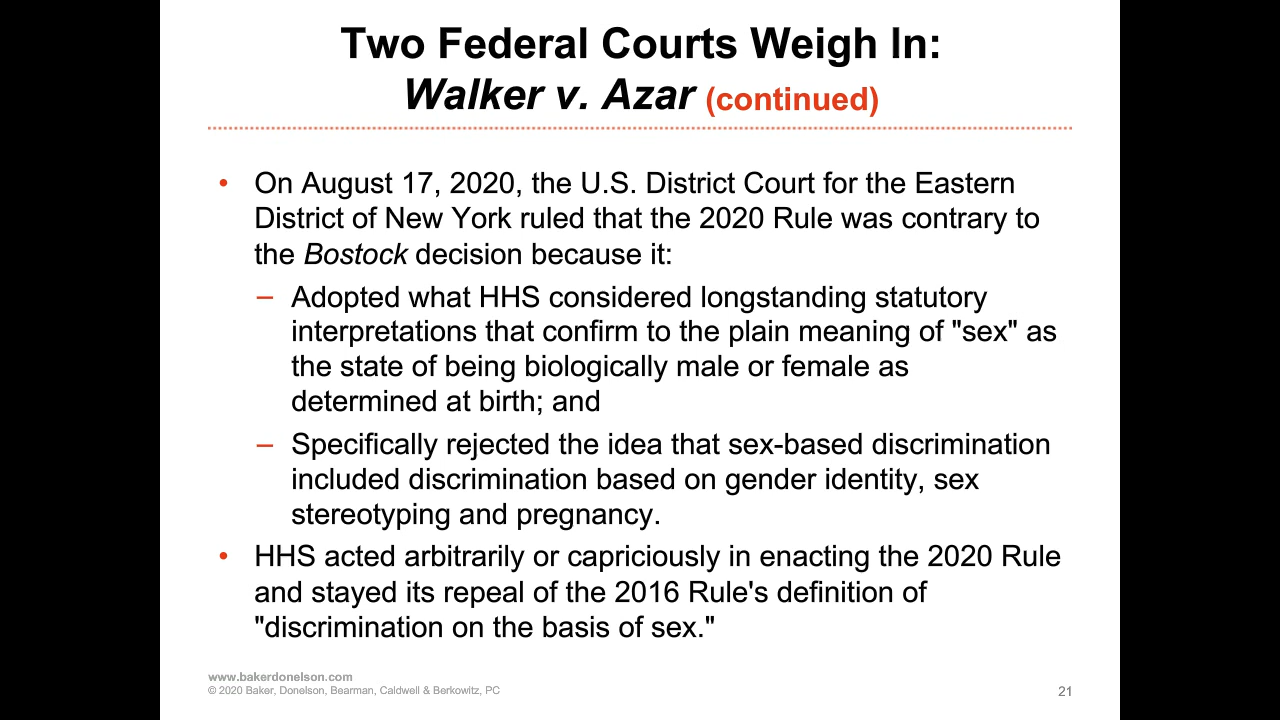 Two Federal Courts Weigh In:
Walker v. Azar (continued)
• On August 17, 2020, the U.S. District Court for the Eastern
District of New York ruled that the 2020 Rule was contrary to
the Bostock decision because it:
– Adopted what HHS considered longstanding statutory
interpretations that confirm to the plain meaning of "sex" as
the state of being biologically male or female as
determined at birth; and
– Specifically rejected the idea that sex-based discrimination
included discrimination based on gender identity, sex
stereotyping and pregnancy.
• HHS acted arbitrarily or capriciously in enacting the 2020 Rule
and stayed its repeal of the 2016 Rule's definition of
"discrimination on the basis of sex."
www.bakerdonelson.com
© 2020 Baker, Donelson, Bearman, Caldwell & Berkowitz, PC
21